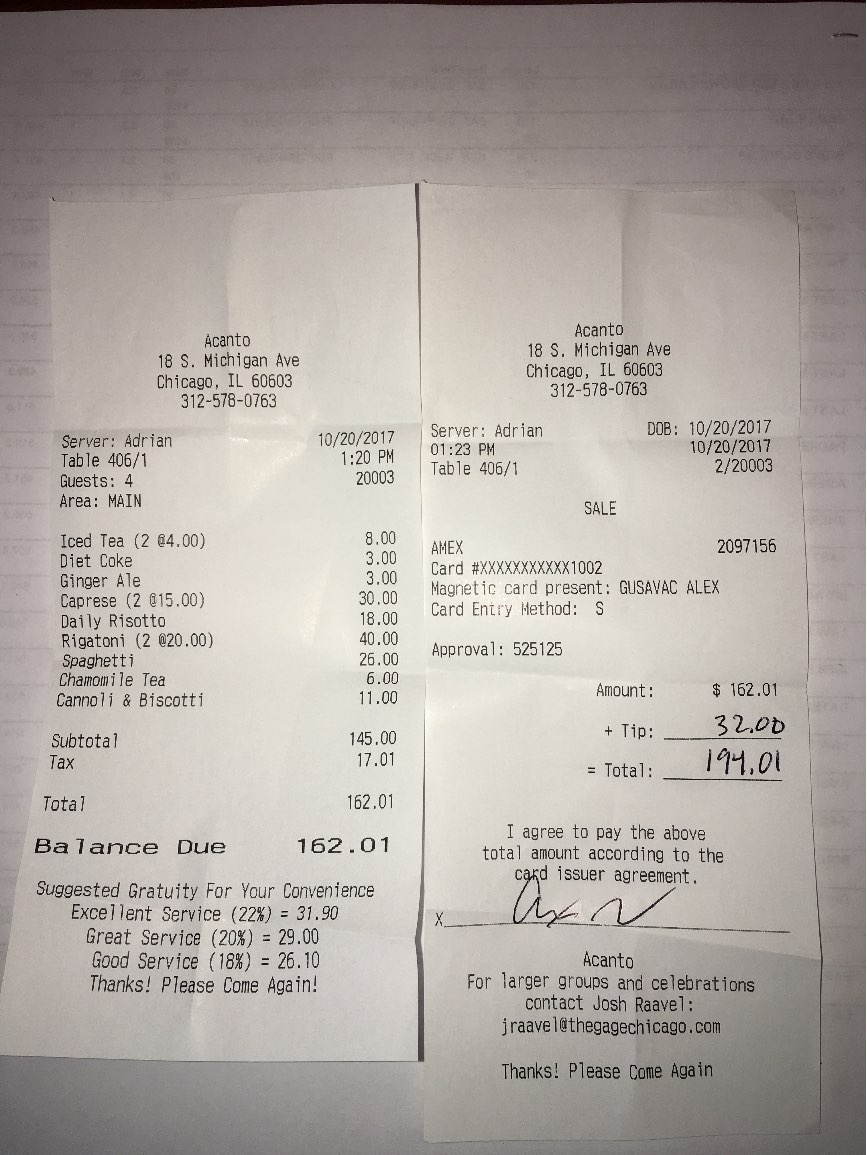 Acanto
18 S. Michigan Ave
Chicago, IL 60603
312-578-0763
Server: Adrian 10/20/2017
Table 406/1 1:20 PM
Guests: 4 20003
Area: MAIN
Iced Tea (2 @4.00) 8.00
Diet Coke 3.00
Ginger Ale 3.00
Caprese (2 @15.00) 30.00
Daily Risotto 18.00
Rigatoni (2 @20.00) 40.00
Spaghetti 26.00
Chamomile Tea 6.00
Cannoli & Biscotti 11.00
Subtotal 145.00
Tax 17.01
Total 162.01
Balance Due 162.01
Suggested Gratuity For Your Convenience
Excellent Service (22%) = 31.90
Great Service (20%) = 29.00
Good Service (18%) = 26.10
Thanks! Please Come Again!
Acanto
18 S. Michigan Ave
Chicago, IL 60603
312-578-0763
Server: Adrian DOB: 10/20/2017
01:23 PM 10/20/2017
Table 406/1 2/20003
SALE
AMEX 2097156
Card #XXXXXXXXXXX1002
Magnetic card present: GUSAVAC ALEX
Card Entry Method: S
Approval: 525125
Amount: $ 162.01
+ Tip: 32.00
= Total: 194.01
I agree to pay the above
total amount according to the
card issuer agreement.
X
Acanto
For larger groups and celebrations
contact Josh Raavel:
jraavel@thegagechicago.com
Thanks! Please Come Again